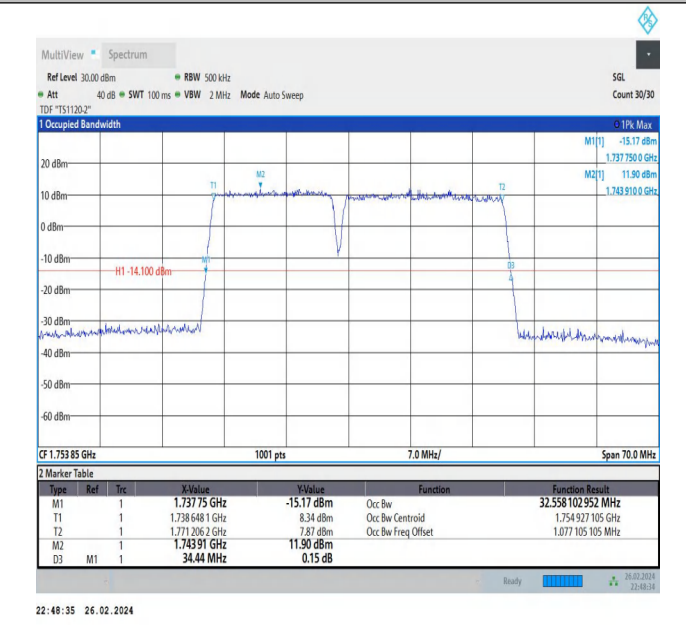 R S
MultiView Spectrum
Ref Level 30.00 dBm RBW 500 kHz SGL
Att 40 dB SWT 100 ms VBW 2 MHz Mode Auto Sweep Count 30/30
TDF "TS1120-2"
1 Occupied Bandwidth 1Pk Max
M1[1] -15.17 dBm
1.737 750 0 GHz
M2[1] 11.90 dBm
1.743 910 0 GHz
20 dBm
10 dBm
0 dBm
-10 dBm
-20 dBm
-30 dBm
-40 dBm
-50 dBm
-60 dBm
T1 M2 T2
M1 D3
H1 -14.100 dBm
CF 1.753 85 GHz 1001 pts 7.0 MHz/ Span 70.0 MHz
2 Marker Table
Type Ref Trc X-Value Y-Value Function Function Result
M1 1 1.737 75 GHz -15.17 dBm Occ Bw 32.558 102 952 MHz
T1 1 1.738 648 1 GHz 8.34 dBm Occ Bw Centroid 1.754 927 105 GHz
T2 1 1.771 206 2 GHz 7.87 dBm Occ Bw Freq Offset 1.077 105 105 MHz
M2 1 1.743 91 GHz 11.90 dBm
D3 M1 1 34.44 MHz 0.15 dB
Ready 26.02.2024
22:48:34
22:48:35 26.02.2024